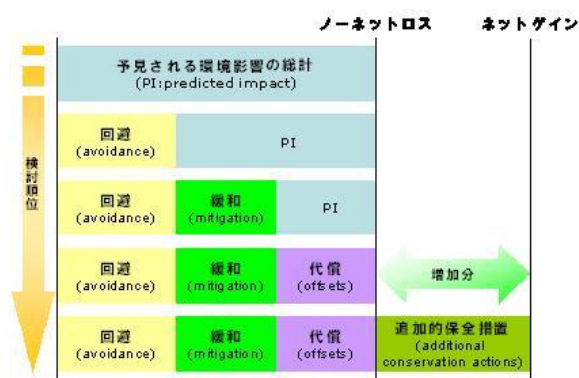 ノーネットロス ネットゲイン
予見される環境影響の総計
(PI:predicted impact)
検討順位
回避
(avoidance)
PI
回避
(avoidance)
緩和
(mitigation)
PI
回避
(avoidance)
緩和
(mitigation)
代償
(offsets)
増加分
回避
(avoidance)
緩和
(mitigation)
代償
(offsets)
追加的保全措置
(additional
conservation actions)